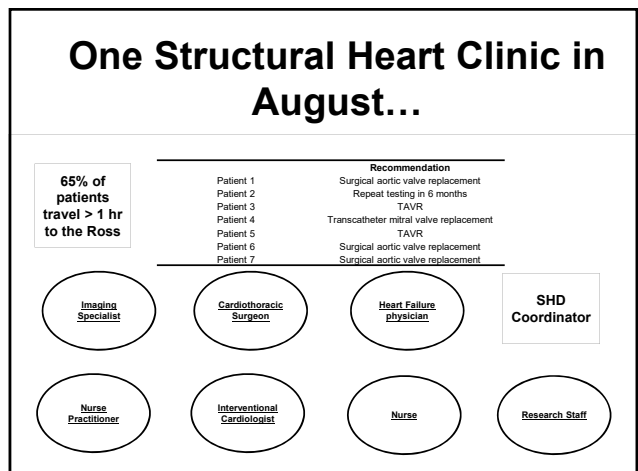 One Structural Heart Clinic in
August…
65% of
patients
travel > 1 hr
to the Ross
Recommendation
Patient 1 Surgical aortic valve replacement
Patient 2 Repeat testing in 6 months
Patient 3 TAVR
Patient 4 Transcatheter mitral valve replacement
Patient 5 TAVR
Patient 6 Surgical aortic valve replacement
Patient 7 Surgical aortic valve replacement
Imaging
Specialist
Cardiothoracic
Surgeon
Heart Failure
physician
SHD
Coordinator
Nurse
Practitioner
Interventional
Cardiologist
Nurse
Research Staff